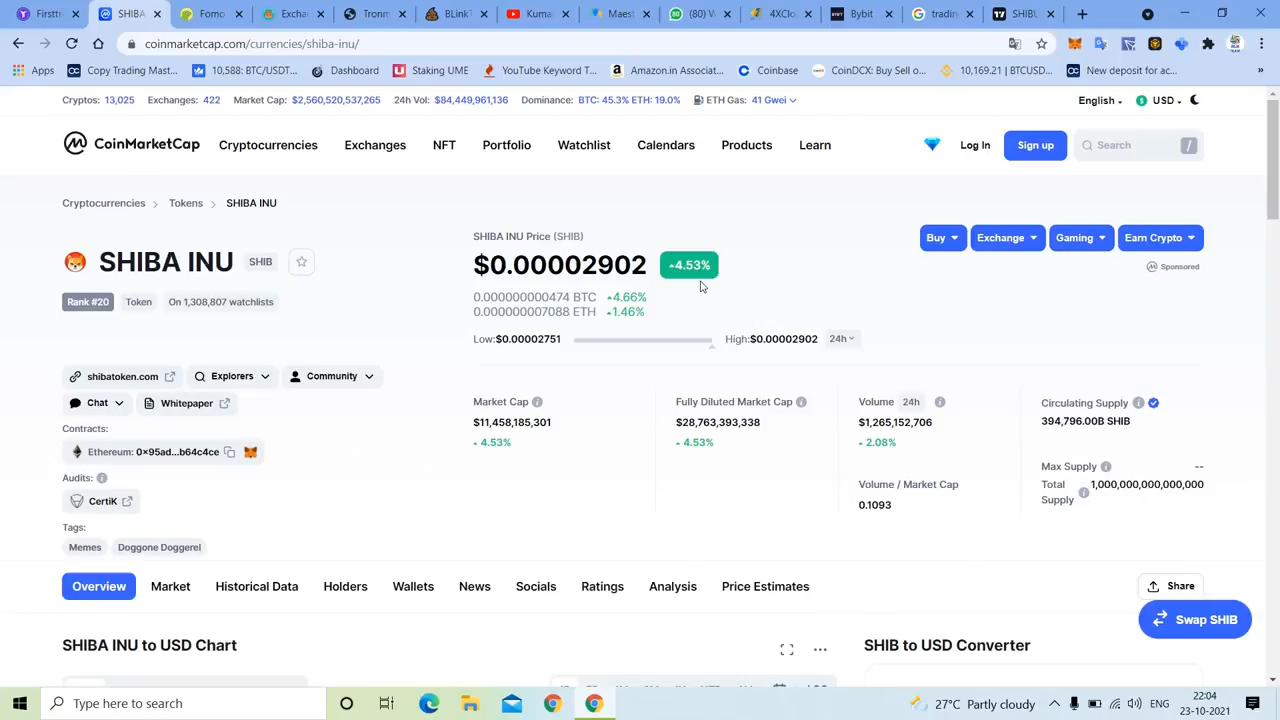 Firstt
SHIBA
CoinMarketCap
Ethere
Transa
BLINK
Kuma
Maest
(80) V
4XClo
Bybit
trading
SHIBU
coinmarketcap.com/currencies/shiba-inu/
Apps
Copy Trading Mast...
10,588: BTC/USDT...
Dashboard
Staking UME
YouTube Keyword T...
Amazon.in Associat...
Coinbase
CoinDCX: Buy Sell o...
10,169.21 | BTCUSD...
New deposit for ac...
Cryptos: 13,025 Exchanges: 422 Market Cap: $2,560,520,537,265 24h Vol: $84,449,961,136 Dominance: BTC: 45.3% ETH: 19.0% ETH Gas: 41 Gwei
English
USD
CoinMarketCap
Cryptocurrencies
Exchanges
NFT
Portfolio
Watchlist
Calendars
Products
Learn
Log In
Sign up
Search /
Cryptocurrencies > Tokens > SHIBA INU
SHIBA INU SHIB
Rank #20
Token
On 1,308,807 watchlists
SHIBA INU Price (SHIB)
$0.00002902 4.53%
0.000000000474 BTC 4.66%
0.000000007088 ETH 1.46%
Low:$0.00002751 High:$0.00002902 24h
Buy
Exchange
Gaming
Earn Crypto
Sponsored
shibatoken.com
Explorers
Community
Chat
Whitepaper
Contracts:
Ethereum: 0×95ad...b64c4ce
Audits:
CertiK
Tags:
Memes
Doggone Doggerel
Market Cap
$11,458,185,301
4.53%
Fully Diluted Market Cap
$28,763,393,338
4.53%
Volume 24h
$1,265,152,706
2.08%
Volume / Market Cap
0.1093
Circulating Supply
394,796.00B SHIB
Max Supply --
Total Supply 1,000,000,000,000,000
Overview
Market
Historical Data
Holders
Wallets
News
Socials
Ratings
Analysis
Price Estimates
Share
Swap SHIB
SHIBA INU to USD Chart
SHIB to USD Converter
Type here to search
27°C Partly cloudy
ENG
22:04
23-10-2021